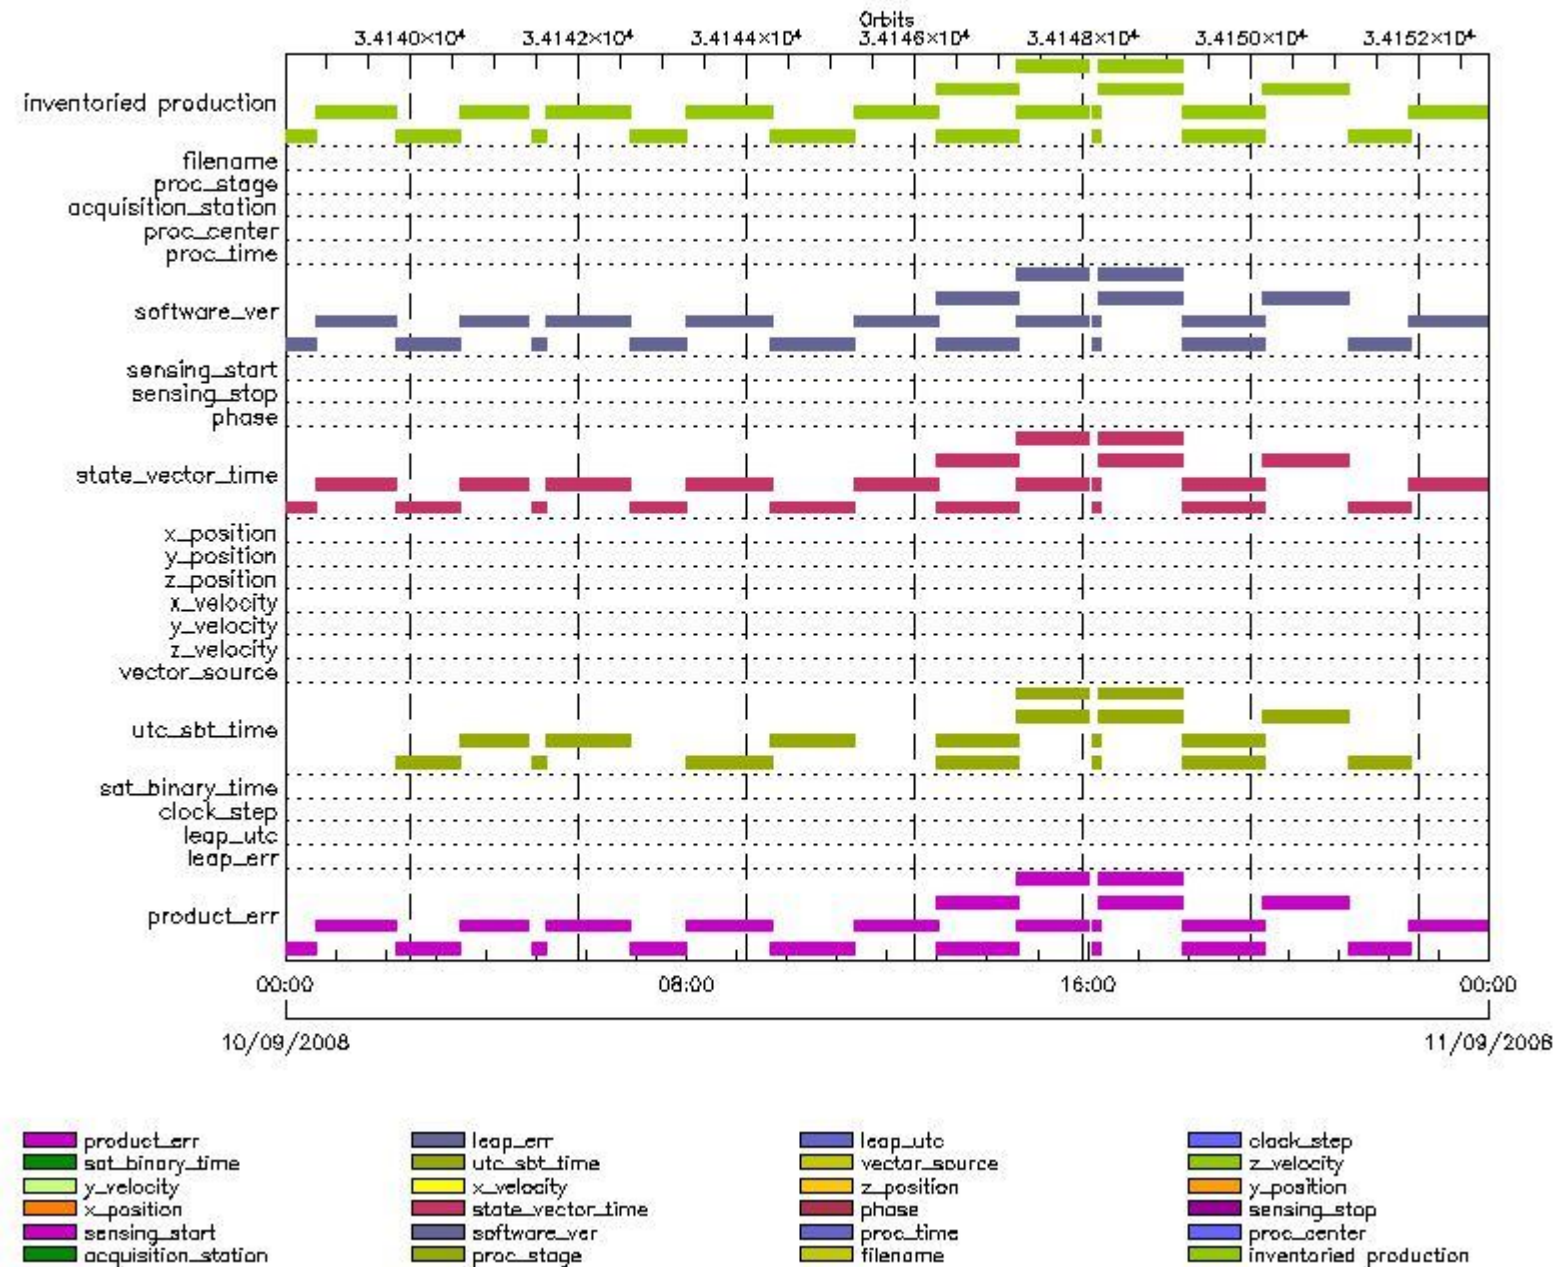 Orbits
3.4140×10⁴ 3.4142×10⁴ 3.4144×10⁴ 3.4146×10⁴ 3.4148×10⁴ 3.4150×10⁴ 3.4152×10⁴
inventoried production
filename
proc_stage
acquisition_station
proc_center
proc_time
software_ver
sensing_start
sensing_stop
phase
state_vector_time
x_position
y_position
z_position
x_velocity
y_velocity
z_velocity
vector_source
utc_sbt_time
sat_binary_time
clock_step
leap_utc
leap_err
product_err
00:00 08:00 16:00 00:00
10/09/2008 11/09/2008
product_err leap_err leap_utc clock_step
sat_binary_time utc_sbt_time vector_source z_velocity
y_velocity x_velocity z_position y_position
x_position state_vector_time phase sensing_stop
sensing_start software_ver proc_time proc_center
acquisition_station proc_stage filename inventoried production